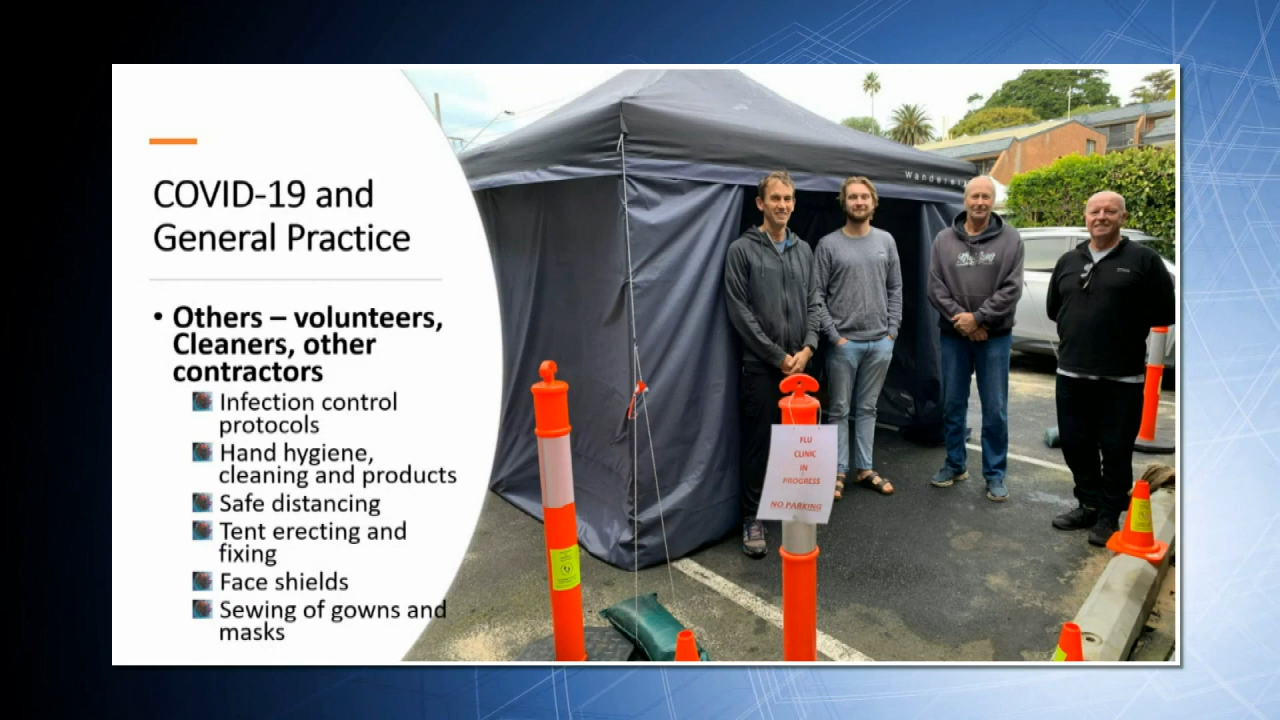 COVID-19 and
General Practice
• Others – volunteers,
Cleaners, other
contractors
Infection control
protocols
Hand hygiene,
cleaning and products
Safe distancing
Tent erecting and
fixing
Face shields
Sewing of gowns and
masks
FLU
CLINIC
IN
PROGRESS
NO PARKING